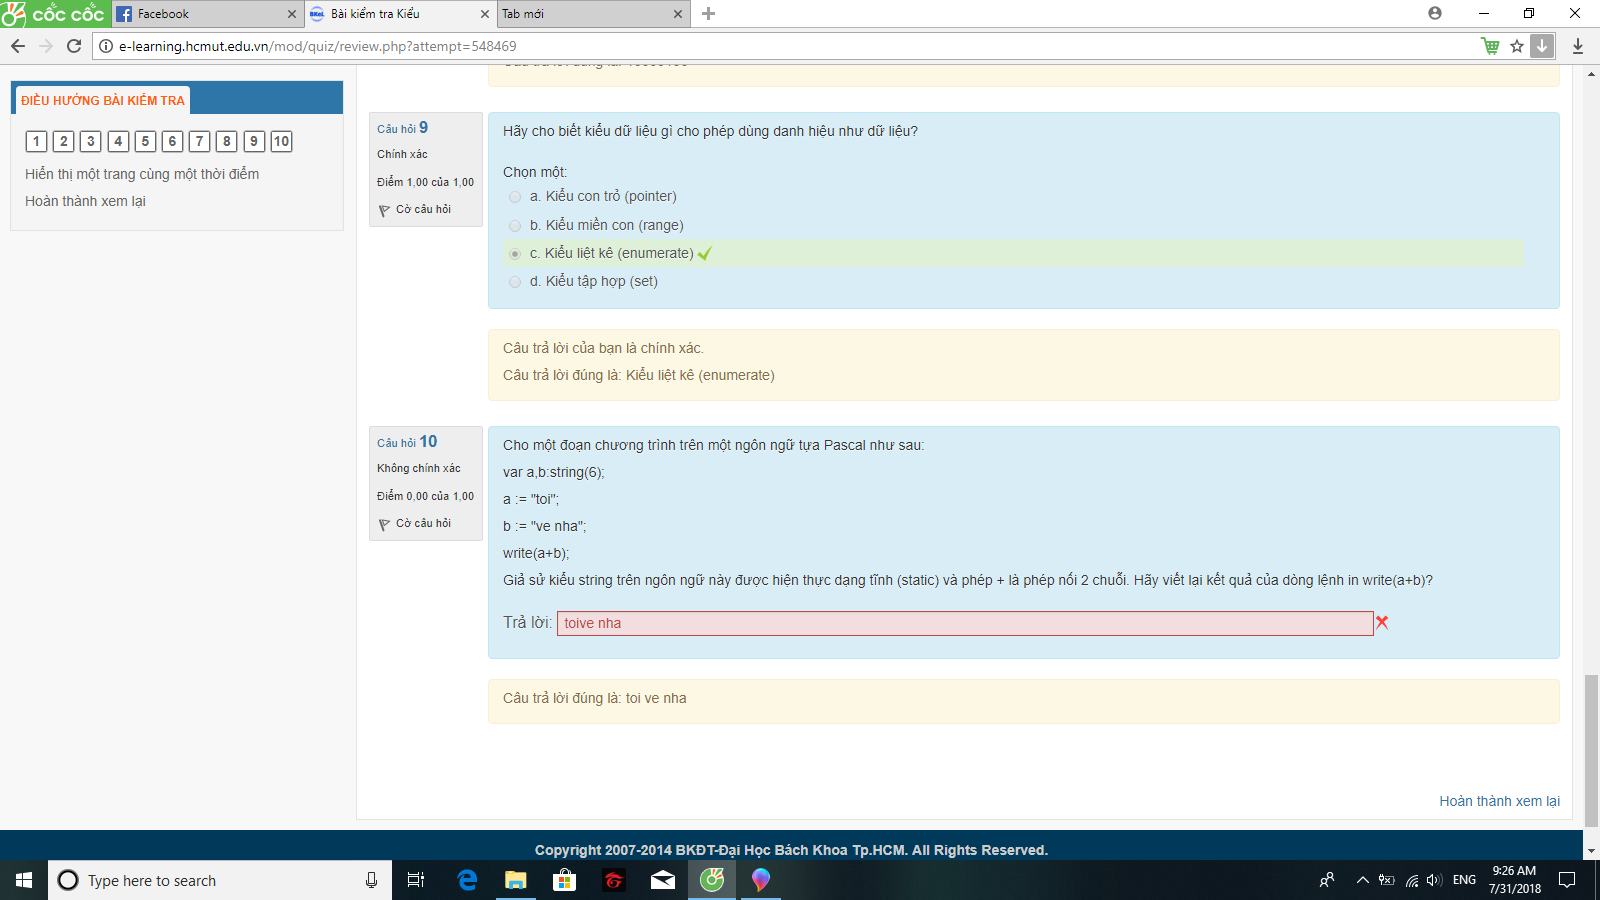 cốc cốc
Facebook
Bài kiểm tra Kiểu
Tab mới
e-learning.hcmut.edu.vn/mod/quiz/review.php?attempt=548469
ĐIỀU HƯỚNG BÀI KIỂM TRA
1 2 3 4 5 6 7 8 9 10
Hiển thị một trang cùng một thời điểm
Hoàn thành xem lại
Câu hỏi 9
Chính xác
Điểm 1,00 của 1,00
Cờ câu hỏi
Hãy cho biết kiểu dữ liệu gì cho phép dùng danh hiệu như dữ liệu?
Chọn một:
a. Kiểu con trỏ (pointer)
b. Kiểu miền con (range)
c. Kiểu liệt kê (enumerate)
d. Kiểu tập hợp (set)
Câu trả lời của bạn là chính xác.
Câu trả lời đúng là: Kiểu liệt kê (enumerate)
Câu hỏi 10
Không chính xác
Điểm 0,00 của 1,00
Cờ câu hỏi
Cho một đoạn chương trình trên một ngôn ngữ tựa Pascal như sau:
var a,b:string(6);
a := "toi";
b := "ve nha";
write(a+b);
Giả sử kiểu string trên ngôn ngữ này được hiện thực dạng tĩnh (static) và phép + là phép nối 2 chuỗi. Hãy viết lại kết quả của dòng lệnh in write(a+b)?
Trả lời: toive nha
Câu trả lời đúng là: toi ve nha
Hoàn thành xem lại
Copyright 2007-2014 BKĐT-Đại Học Bách Khoa Tp.HCM. All Rights Reserved.
Type here to search
ENG
9:26 AM
7/31/2018